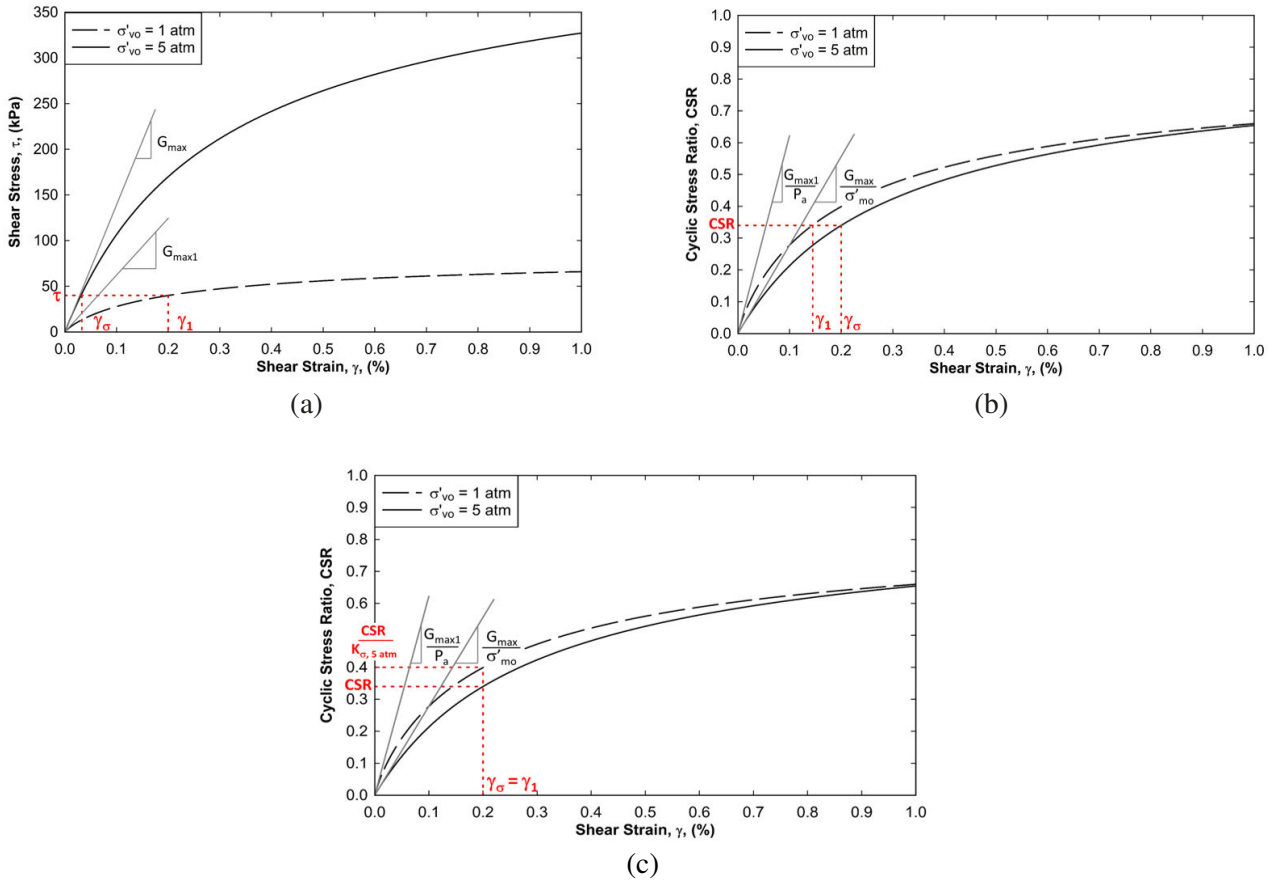 σ'vo = 1 atm
σ'vo = 5 atm
Shear Stress, τ, (kPa)
350
300
250
200
150
100
50
0
Gmax
Gmax1
τ
γσ
γ1
0.0 0.1 0.2 0.3 0.4 0.5 0.6 0.7 0.8 0.9 1.0
Shear Strain, γ, (%)
(a)
σ'vo = 1 atm
σ'vo = 5 atm
Cyclic Stress Ratio, CSR
1.0
0.9
0.8
0.7
0.6
0.5
0.4
0.3
0.2
0.1
0.0
Gmax1
Pa
Gmax
σ'mo
CSR
γ1
γσ
0.0 0.1 0.2 0.3 0.4 0.5 0.6 0.7 0.8 0.9 1.0
Shear Strain, γ, (%)
(b)
σ'vo = 1 atm
σ'vo = 5 atm
Cyclic Stress Ratio, CSR
1.0
0.9
0.8
0.7
0.6
0.5
0.4
0.3
0.2
0.1
0.0
CSR
Kσ, 5 atm
Gmax1
Pa
Gmax
σ'mo
CSR
γσ = γ1
0.0 0.1 0.2 0.3 0.4 0.5 0.6 0.7 0.8 0.9 1.0
Shear Strain, γ, (%)
(c)